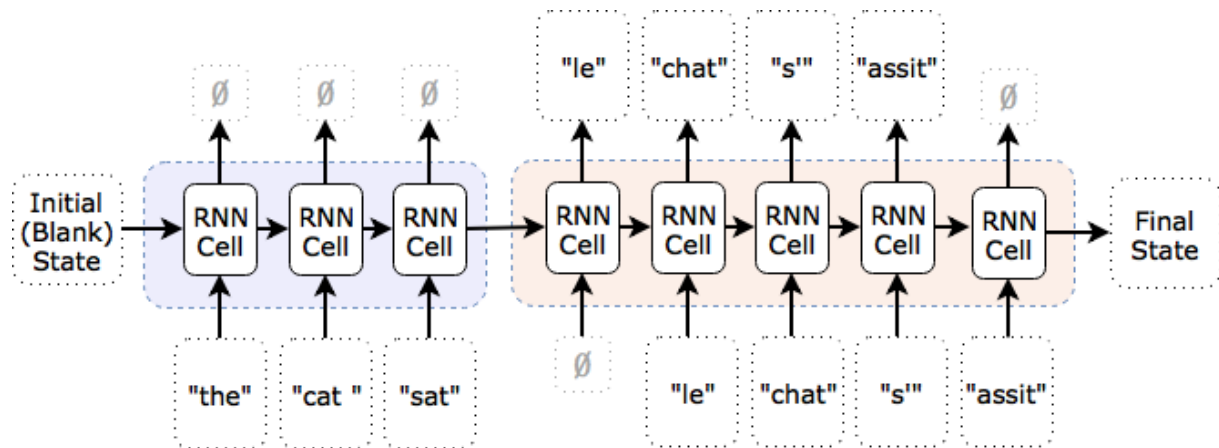 "le" "chat" "s'" "assit"
Ø Ø Ø Ø
Initial
(Blank)
State
RNN
Cell
RNN
Cell
RNN
Cell
RNN
Cell
RNN
Cell
RNN
Cell
RNN
Cell
RNN
Cell
Final
State
Ø
"the" "cat " "sat" "le" "chat" "s'" "assit"